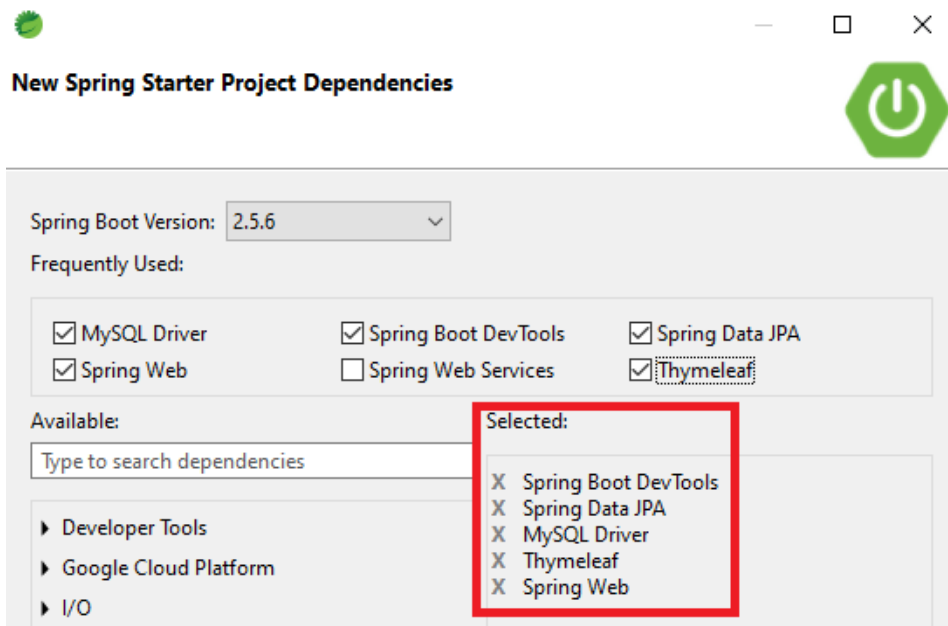 New Spring Starter Project Dependencies
Spring Boot Version: 2.5.6
Frequently Used:
MySQL Driver Spring Boot DevTools Spring Data JPA
Spring Web Spring Web Services Thymeleaf
Available: Selected:
Type to search dependencies
X Spring Boot DevTools
X Spring Data JPA
X MySQL Driver
X Thymeleaf
X Spring Web
Developer Tools
Google Cloud Platform
I/O